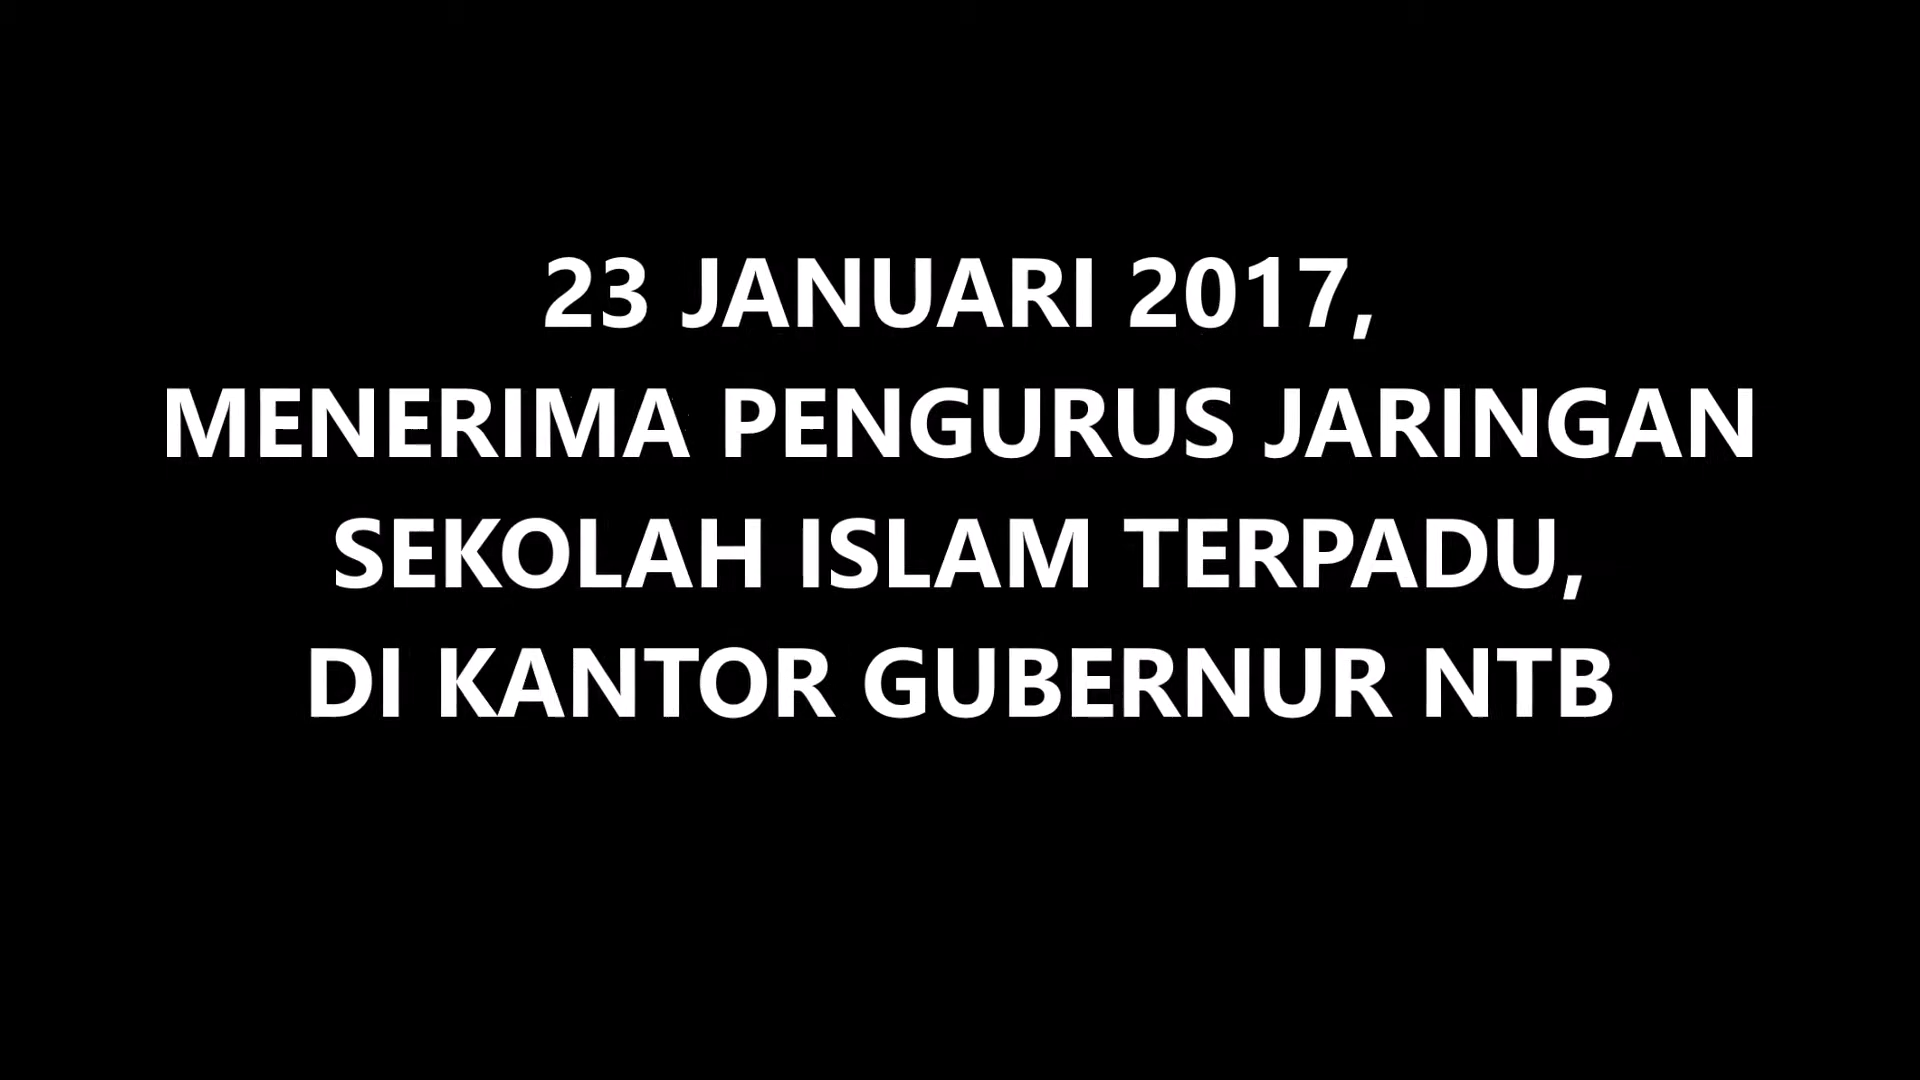 23 JANUARI 2017,
MENERIMA PENGURUS JARINGAN
SEKOLAH ISLAM TERPADU,
DI KANTOR GUBERNUR NTB